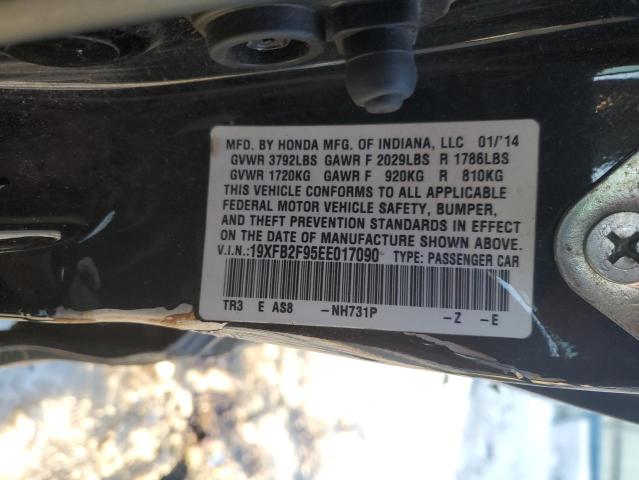 MFD. BY HONDA MFG. OF INDIANA, LLC 01/'14
GVWR 3792LBS GAWR F 2029LBS R 1786LBS
GVWR 1720KG GAWR F 920KG R 810KG
THIS VEHICLE CONFORMS TO ALL APPLICABLE
FEDERAL MOTOR VEHICLE SAFETY, BUMPER,
AND THEFT PREVENTION STANDARDS IN EFFECT
ON THE DATE OF MANUFACTURE SHOWN ABOVE.
V.I.N.:19XFB2F95EE017090 TYPE: PASSENGER CAR
TR3 E AS8 -NH731P -Z -E